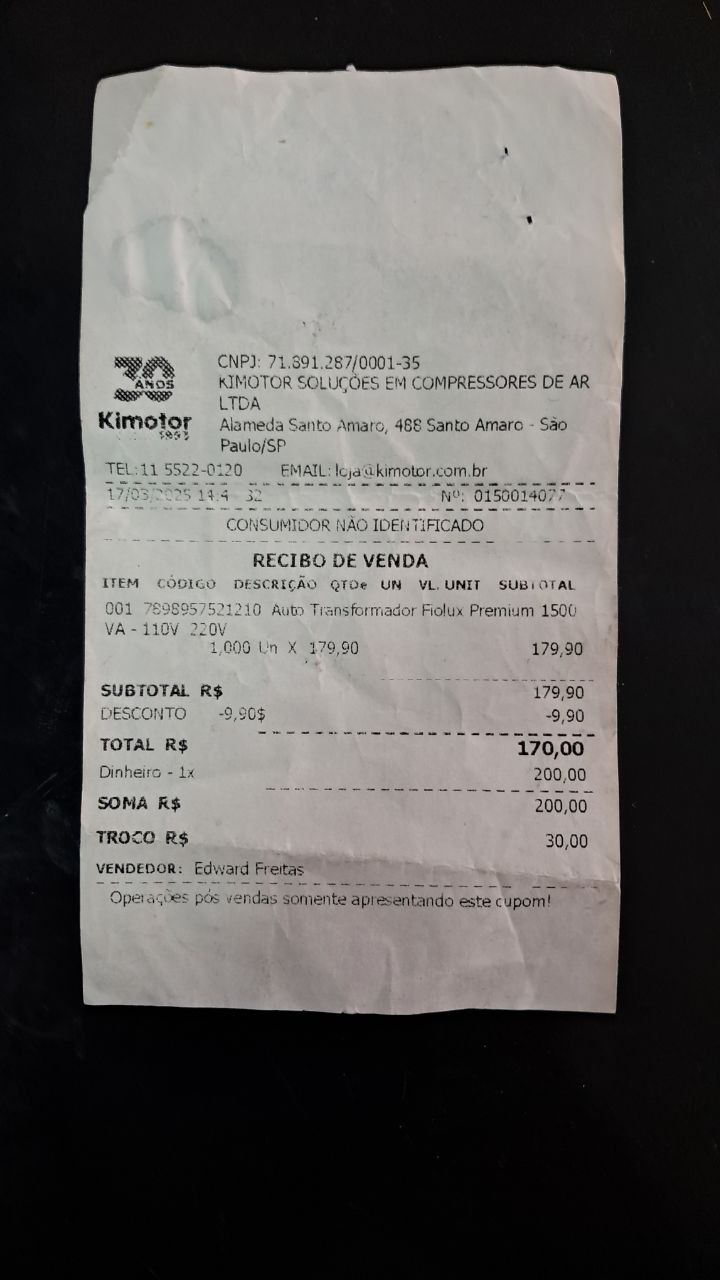 30
ANOS
Kimotor
CNPJ: 71.891.287/0001-35
KIMOTOR SOLUÇÕES EM COMPRESSORES DE AR
LTDA
Alameda Santo Amaro, 488 Santo Amaro - São
Paulo/SP
TEL:11 5522-0120 EMAIL: loja@kimotor.com.br
17/03/2025 Nº: 0150014077
CONSUMIDOR NÃO IDENTIFICADO
RECIBO DE VENDA
ITEM CÓDIGO DESCRIÇÃO QTDe UN VL. UNIT SUBTOTAL
001 7898957521210 Auto Transformador Fiolux Premium 1500
VA - 110V 220V
1,000 Un X 179,90 179,90
SUBTOTAL R$ 179,90
DESCONTO -9,90$ -9,90
TOTAL R$ 170,00
Dinheiro - 1x 200,00
SOMA R$ 200,00
TROCO R$ 30,00
VENDEDOR: Edward Freitas
Operações pós vendas somente apresentando este cupom!